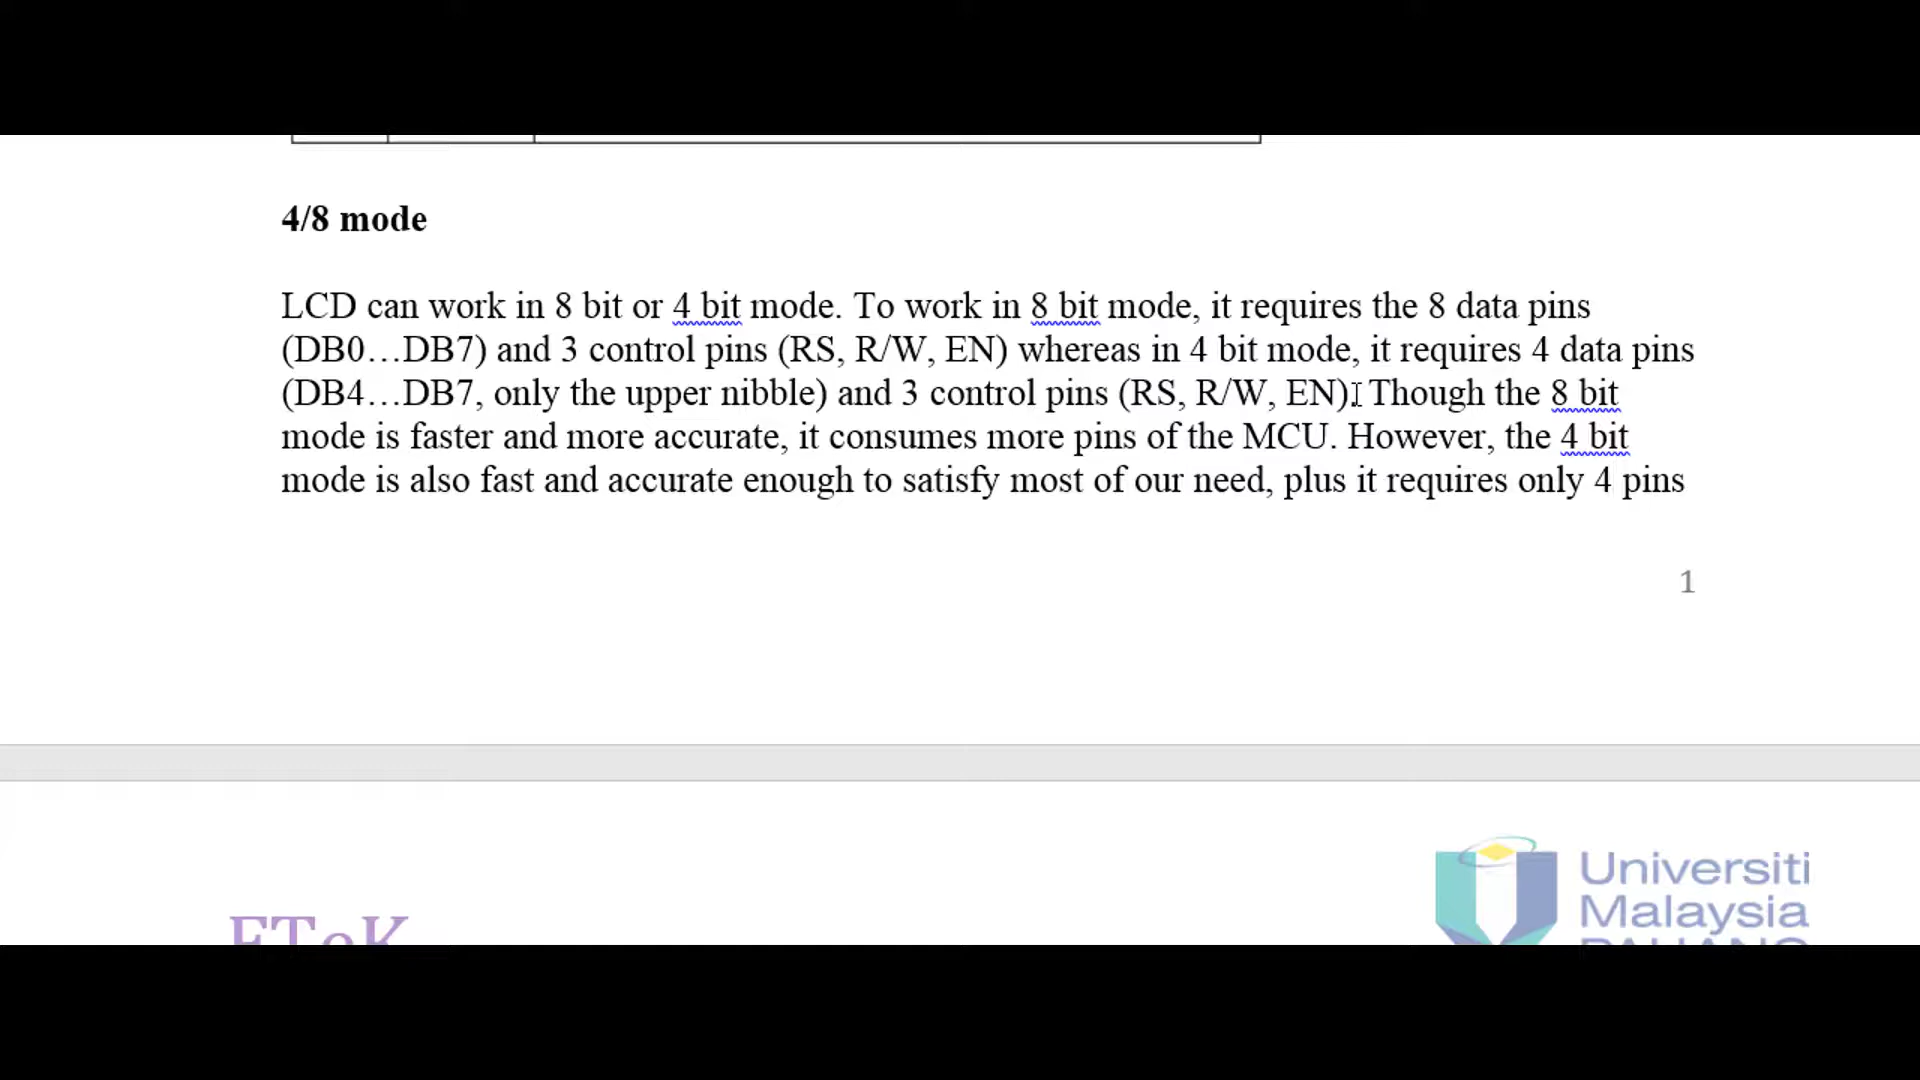 4/8 mode
LCD can work in 8 bit or 4 bit mode. To work in 8 bit mode, it requires the 8 data pins
(DB0…DB7) and 3 control pins (RS, R/W, EN) whereas in 4 bit mode, it requires 4 data pins
(DB4…DB7, only the upper nibble) and 3 control pins (RS, R/W, EN). Though the 8 bit
mode is faster and more accurate, it consumes more pins of the MCU. However, the 4 bit
mode is also fast and accurate enough to satisfy most of our need, plus it requires only 4 pins
1
Universiti
Malaysia
PAHANG